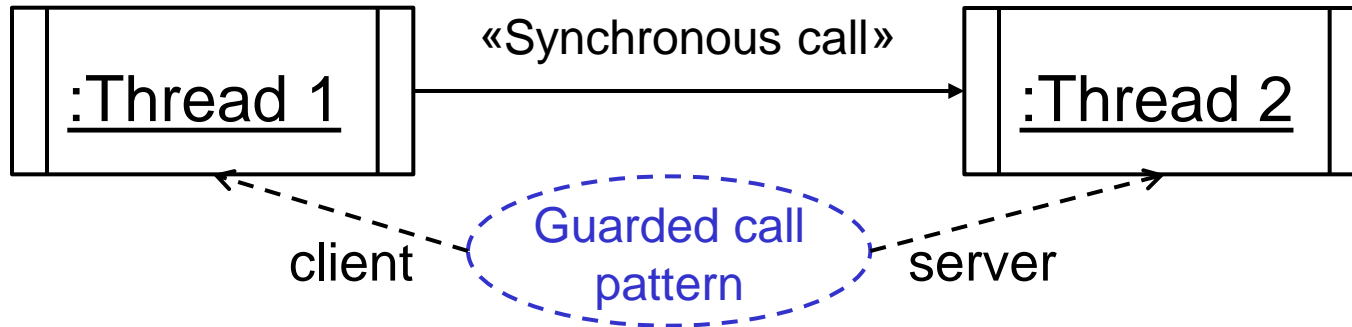 «Synchronous call»
:Thread 1
:Thread 2
Guarded call
pattern
client
server